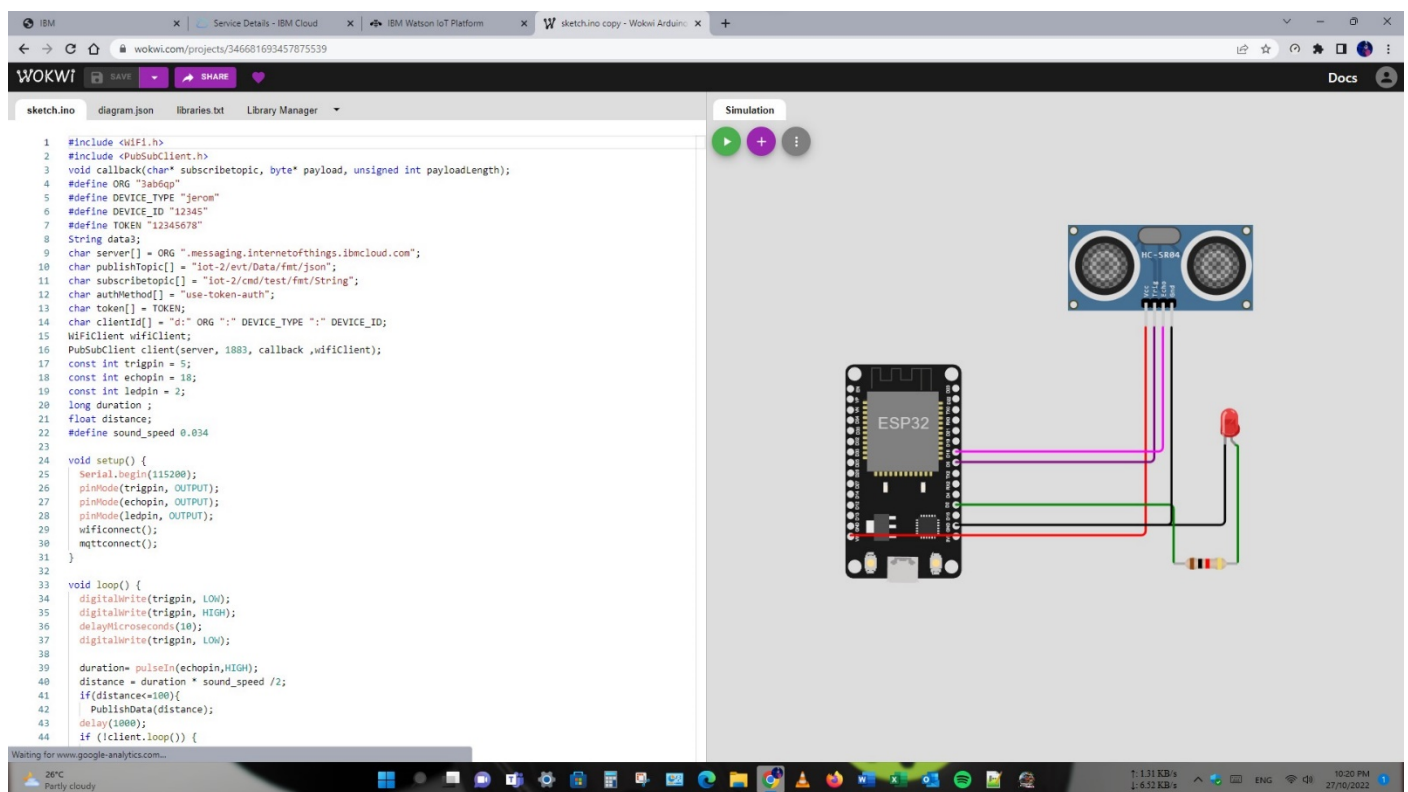 IBM
Service Details - IBM Cloud
IBM Watson IoT Platform
sketch.ino copy - Wokwi Arduino
wokwi.com/projects/346681693457875539
WOKWI SAVE SHARE Docs
sketch.ino diagram.json libraries.txt Library Manager
1 #include <WiFi.h>
2 #include <PubSubClient.h>
3 void callback(char* subscribetopic, byte* payload, unsigned int payloadLength);
4 #define ORG "3ab6qp"
5 #define DEVICE_TYPE "jerom"
6 #define DEVICE_ID "12345"
7 #define TOKEN "12345678"
8 String data3;
9 char server[] = ORG ".messaging.internetofthings.ibmcloud.com";
10 char publishTopic[] = "iot-2/evt/Data/fmt/json";
11 char subscribetopic[] = "iot-2/cmd/test/fmt/String";
12 char authMethod[] = "use-token-auth";
13 char token[] = TOKEN;
14 char clientId[] = "d:" ORG ":" DEVICE_TYPE ":" DEVICE_ID;
15 WiFiClient wifiClient;
16 PubSubClient client(server, 1883, callback ,wifiClient);
17 const int trigpin = 5;
18 const int echopin = 18;
19 const int ledpin = 2;
20 long duration ;
21 float distance;
22 #define sound_speed 0.034
23
24 void setup() {
25 Serial.begin(115200);
26 pinMode(trigpin, OUTPUT);
27 pinMode(echopin, OUTPUT);
28 pinMode(ledpin, OUTPUT);
29 wificonnect();
30 mqttconnect();
31 }
32
33 void loop() {
34 digitalWrite(trigpin, LOW);
35 digitalWrite(trigpin, HIGH);
36 delayMicroseconds(10);
37 digitalWrite(trigpin, LOW);
38
39 duration= pulseIn(echopin,HIGH);
40 distance = duration * sound_speed /2;
41 if(distance<=100){
42 PublishData(distance);
43 delay(1000);
44 if (!client.loop()) {
Waiting for www.google-analytics.com...
Simulation
HC-SR04
Vcc
Trig
Echo
Gnd
ESP32
26°C
Partly cloudy
↑: 1.31 KB/s
↓: 6.52 KB/s
ENG
10:20 PM
27/10/2022